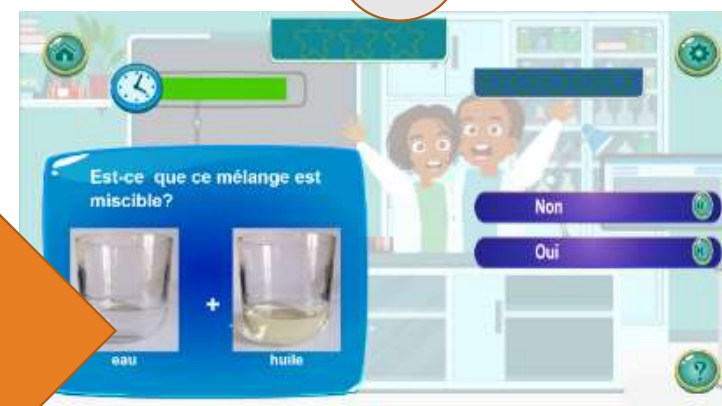 Est-ce que ce mélange est
miscible?
Non
Oui
+
eau
huile
?